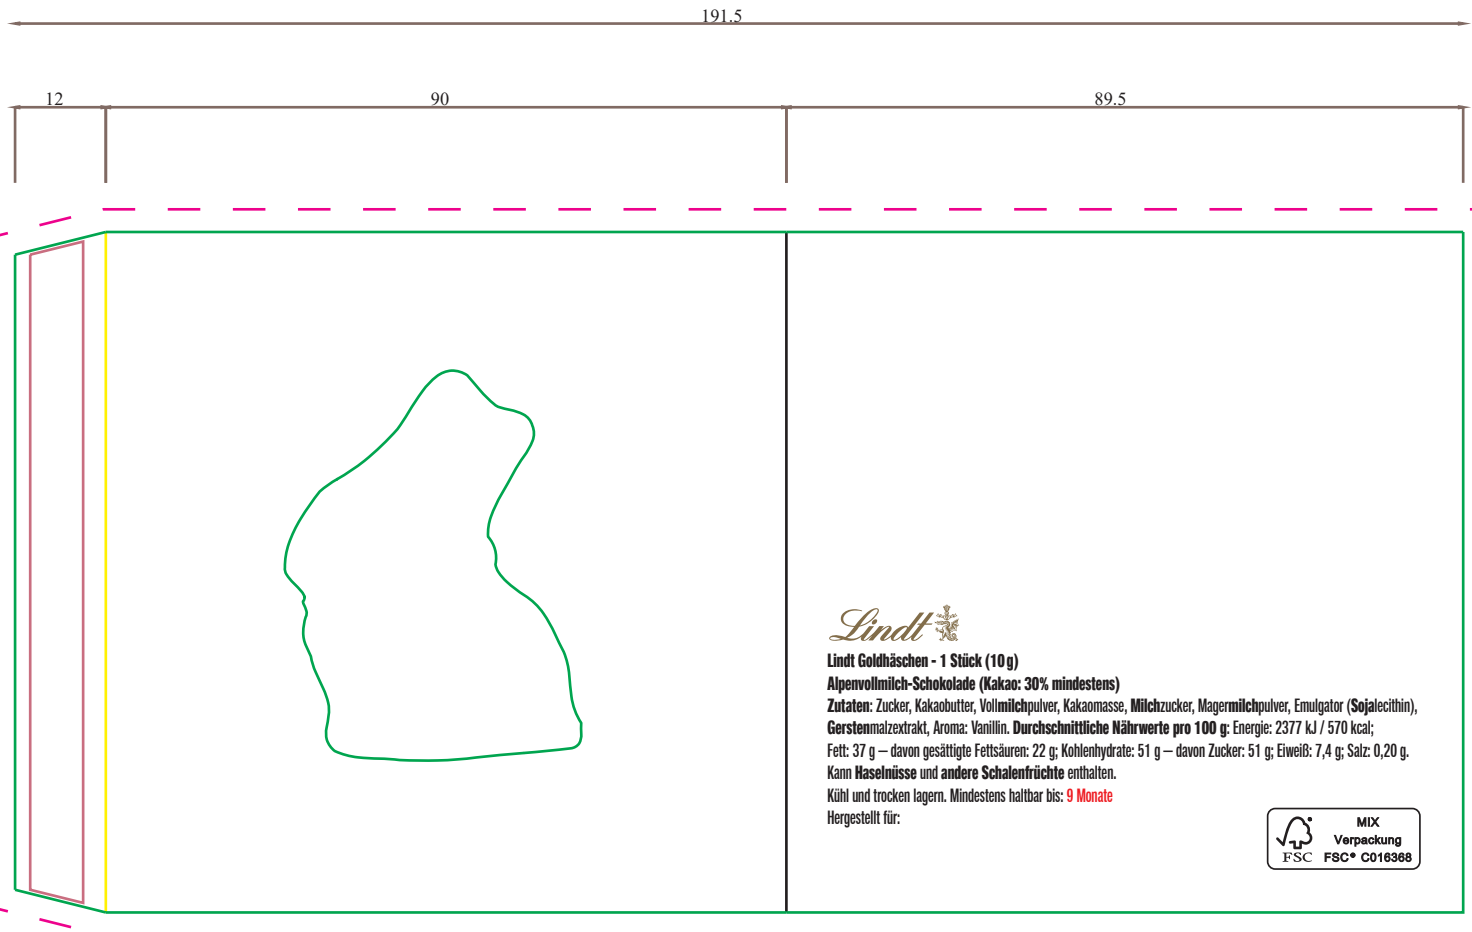 191.5
12
90
89.5
Lindt
Lindt Goldhäschen - 1 Stück (10 g)
Alpenvollmilch-Schokolade (Kakao: 30% mindestens)
Zutaten: Zucker, Kakaobutter, Vollmilchpulver, Kakaomasse, Milchzucker, Magermilchpulver, Emulgator (Sojalecithin),
Gerstenmalzextrakt, Aroma: Vanillin. Durchschnittliche Nährwerte pro 100 g: Energie: 2377 kJ / 570 kcal;
Fett: 37 g – davon gesättigte Fettsäuren: 22 g; Kohlenhydrate: 51 g – davon Zucker: 51 g; Eiweiß: 7,4 g; Salz: 0,20 g.
Kann Haselnüsse und andere Schalenfrüchte enthalten.
Kühl und trocken lagern. Mindestens haltbar bis: 9 Monate
Hergestellt für:
MIX
Verpackung
FSC FSC® C016368